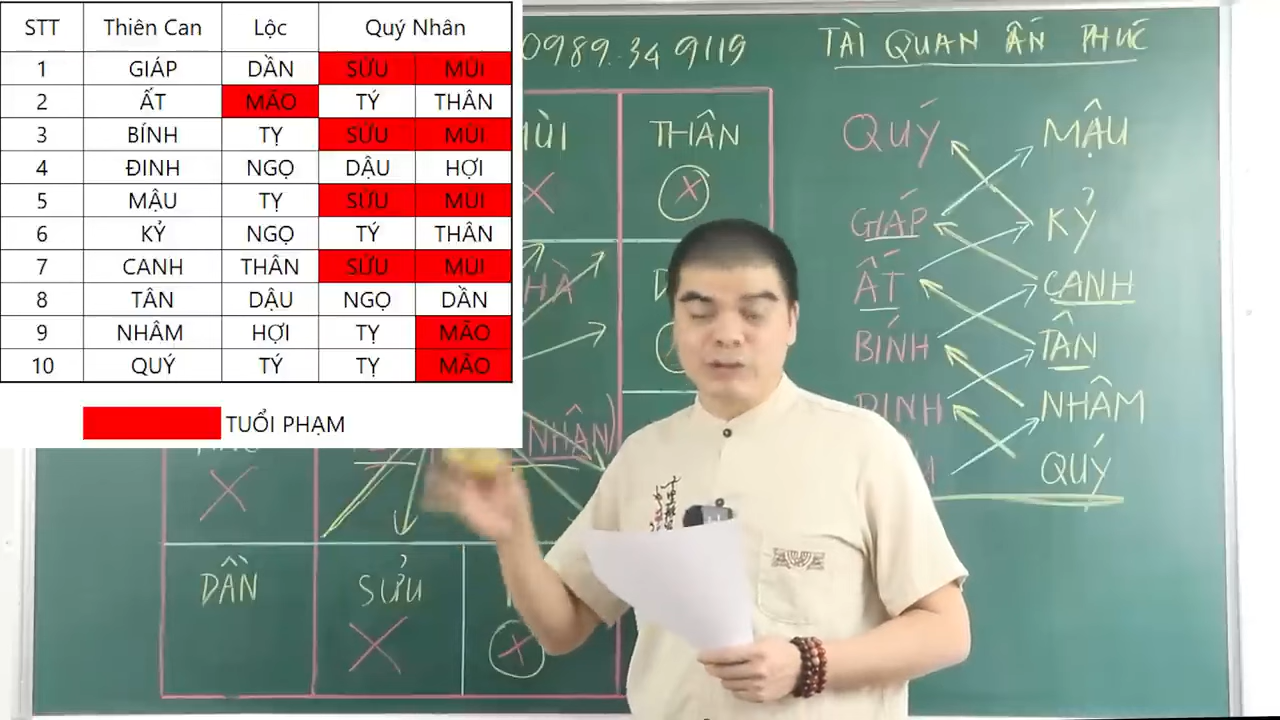 STT Thiên Can Lộc Quý Nhân
1 GIÁP DẦN SỬU MÙI
2 ẤT MÃO TÝ THÂN
3 BÍNH TỴ SỬU MÙI
4 ĐINH NGỌ DẬU HỢI
5 MẬU TỴ SỬU MÙI
6 KỶ NGỌ TÝ THÂN
7 CANH THÂN SỬU MÙI
8 TÂN DẬU NGỌ DẦN
9 NHÂM HỢI TỴ MÃO
10 QUÝ TÝ TỴ MÃO
TUỔI PHẠM
0989.34 9119
TÀI QUAN ẤN PHÚC
THÂN
NHÂN)
DẦN SỬU
QUÝ MẬU
GIÁP KỶ
ẤT CANH
BÍNH TÂN
ĐINH NHÂM
QUÝ